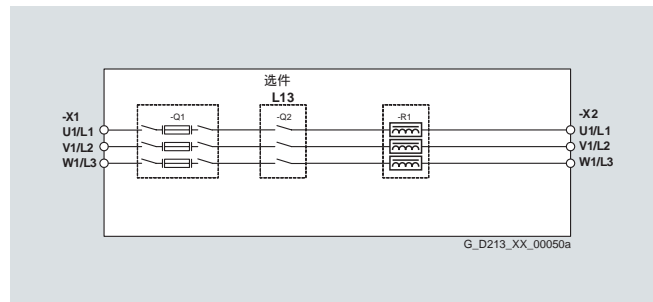 选件
L13
-X1
-Q1
-Q2
-R1
-X2
U1/L1
U1/L1
V1/L2
V1/L2
W1/L3
W1/L3
G_D213_XX_00050a